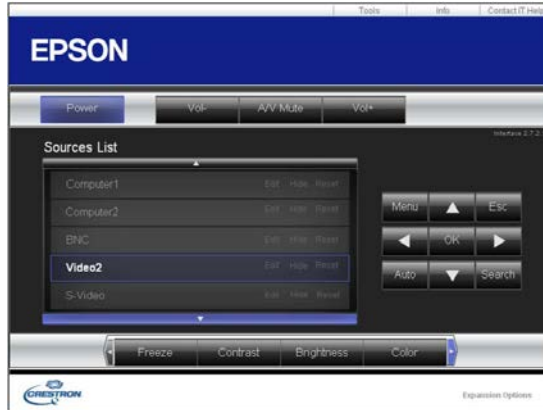 Tools Info Contact IT Help
EPSON
Power Vol- A/V Mute Vol+
Interface 2.7.2.
Sources List
Computer1 Edit Hide Reset
Computer2 Edit Hide Reset
BNC Edit Hide Reset
Video2 Edit Hide Reset
S-Video Edit Hide Reset
Menu Esc
OK
Auto Search
Freeze Contrast Brightness Color
CRESTRON
Expansion Options